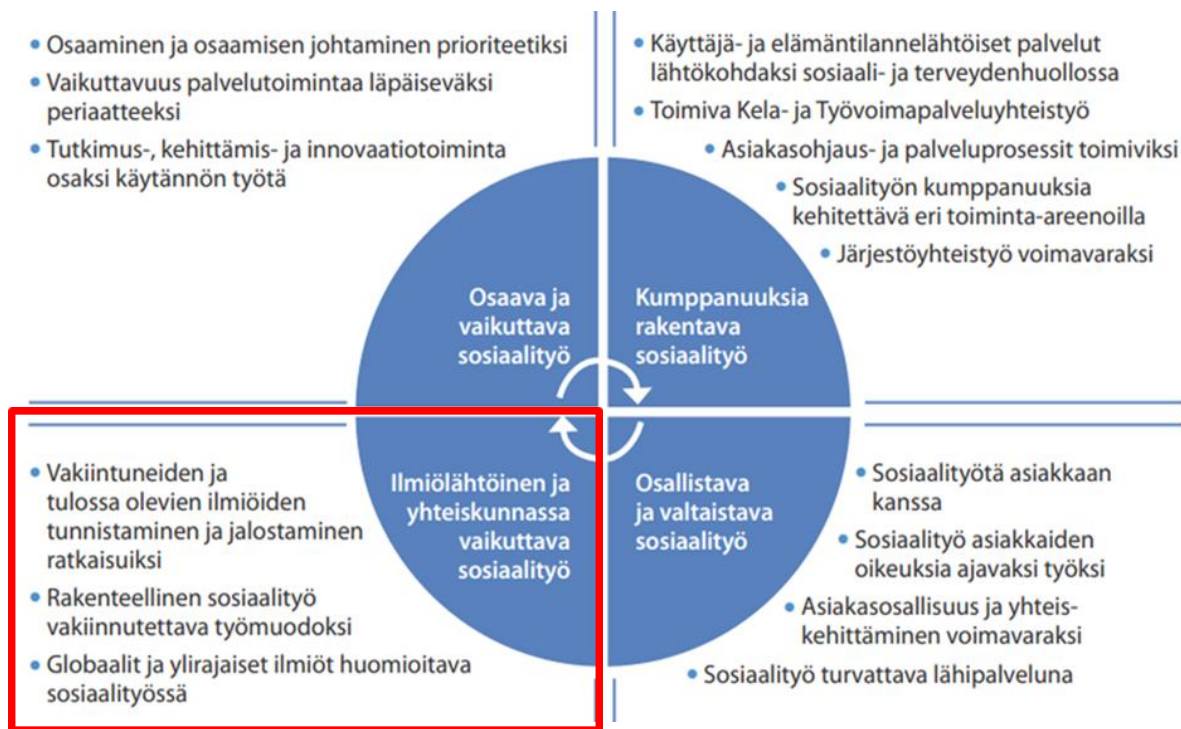 • Osaaminen ja osaamisen johtaminen prioriteetiksi
• Vaikuttavuus palvelutoimintaa läpäiseväksi
periaatteeksi
• Tutkimus-, kehittämis- ja innovaatiotoiminta
osaksi käytännön työtä
• Käyttäjä- ja elämäntilannelähtöiset palvelut
lähtökohdaksi sosiaali- ja terveydenhuollossa
• Toimiva Kela- ja Työvoimapalveluyhteistyö
• Asiakasohjaus- ja palveluprosessit toimiviksi
• Sosiaalityön kumppanuuksia
kehitettävä eri toiminta-areenoilla
• Järjestöyhteistyö voimavaraksi
Osaava ja
vaikuttava
sosiaalityö
Kumppanuuksia
rakentava
sosiaalityö
• Vakiintuneiden ja
tulossa olevien ilmiöiden
tunnistaminen ja jalostaminen
ratkaisuiksi
• Rakenteellinen sosiaalityö
vakiinnutettava työmuodoksi
• Globaalit ja ylirajaiset ilmiöt huomioitava
sosiaalityössä
Ilmiölähtöinen ja
yhteiskunnassa
vaikuttava
sosiaalityö
Osallistava
ja valtaistava
sosiaalityö
• Sosiaalityötä asiakkaan
kanssa
• Sosiaalityö asiakkaiden
oikeuksia ajavaksi työksi
• Asiakasosallisuus ja yhteis-
kehittäminen voimavaraksi
• Sosiaalityö turvattava lähipalveluna